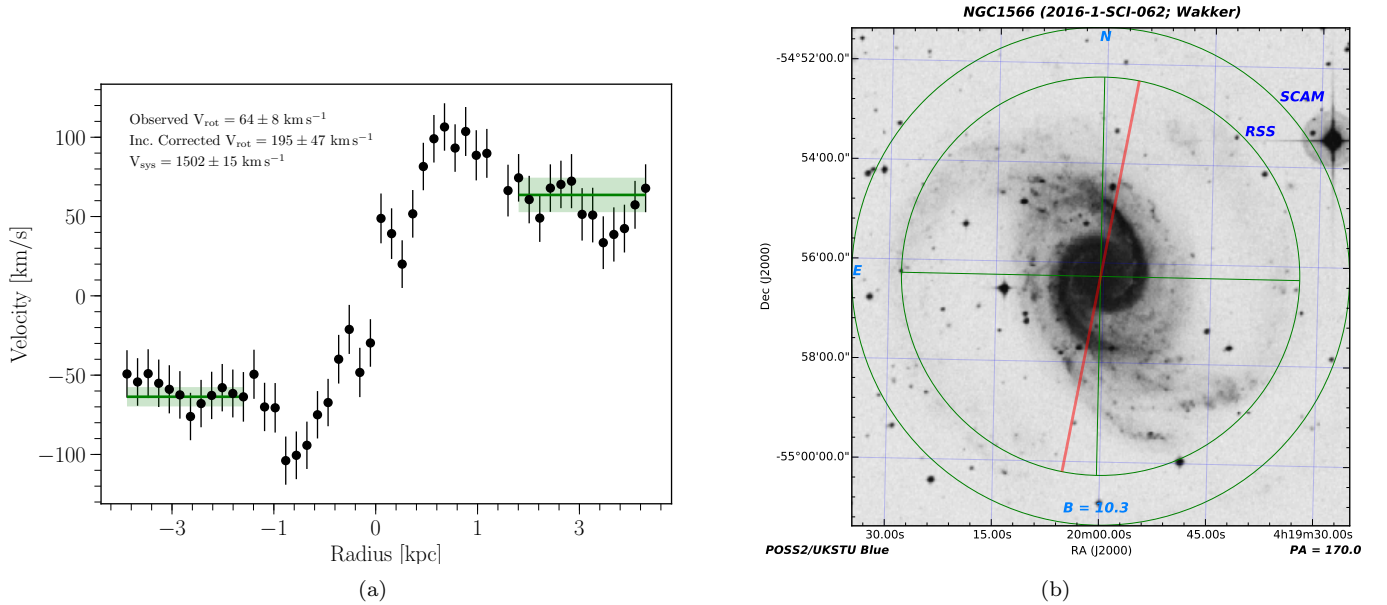 Observed V_rot = 64 ± 8 km s⁻¹
Inc. Corrected V_rot = 195 ± 47 km s⁻¹
V_sys = 1502 ± 15 km s⁻¹
100
50
0
−50
−100
Velocity [km/s]
−3
−1
0
1
3
Radius [kpc]
(a)
NGC1566 (2016-1-SCI-062; Wakker)
N
SCAM
RSS
E
B = 10.3
-54°52'00.0"
54'00.0"
56'00.0"
58'00.0"
-55°00'00.0"
Dec (J2000)
30.00s
15.00s
20m00.00s
45.00s
4h19m30.00s
POSS2/UKSTU Blue
RA (J2000)
PA = 170.0
(b)